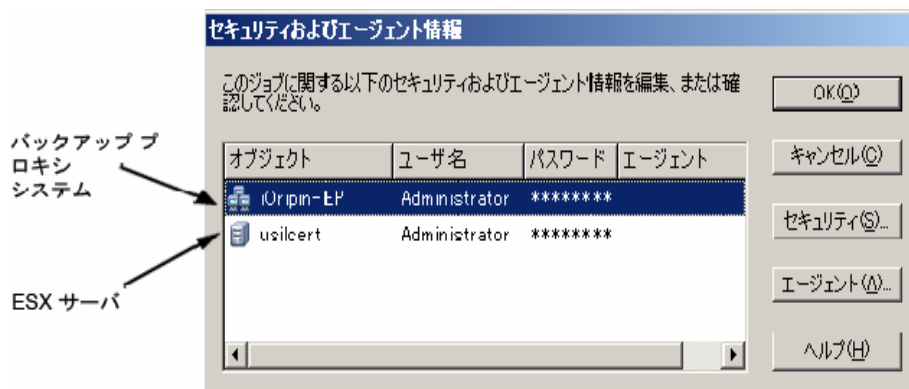 セキュリティおよびエージェント情報
このジョブに関する以下のセキュリティおよびエージェント情報を編集、または確
認してください。
OK(O)
キャンセル(C)
セキュリティ(S)...
エージェント(A)...
ヘルプ(H)
バックアップ プ
ロキシ
システム
ESX サーバ
オブジェクト ユーザ名 パスワード エージェント
Administrator ********
usilcert Administrator ********